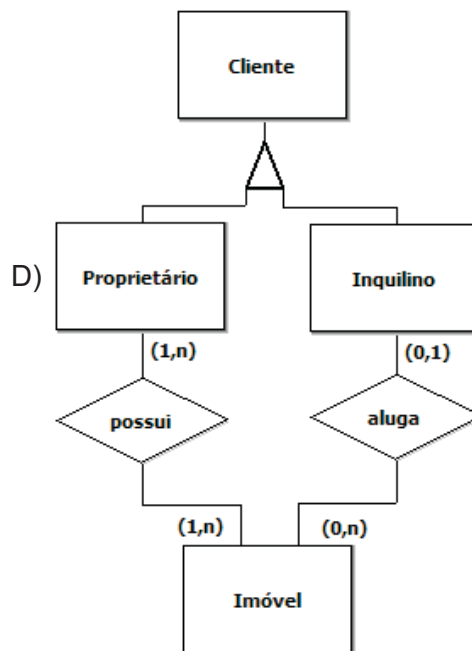 Cliente
D) Proprietário Inquilino
(1,n) (0,1)
possui aluga
(1,n) (0,n)
Imóvel